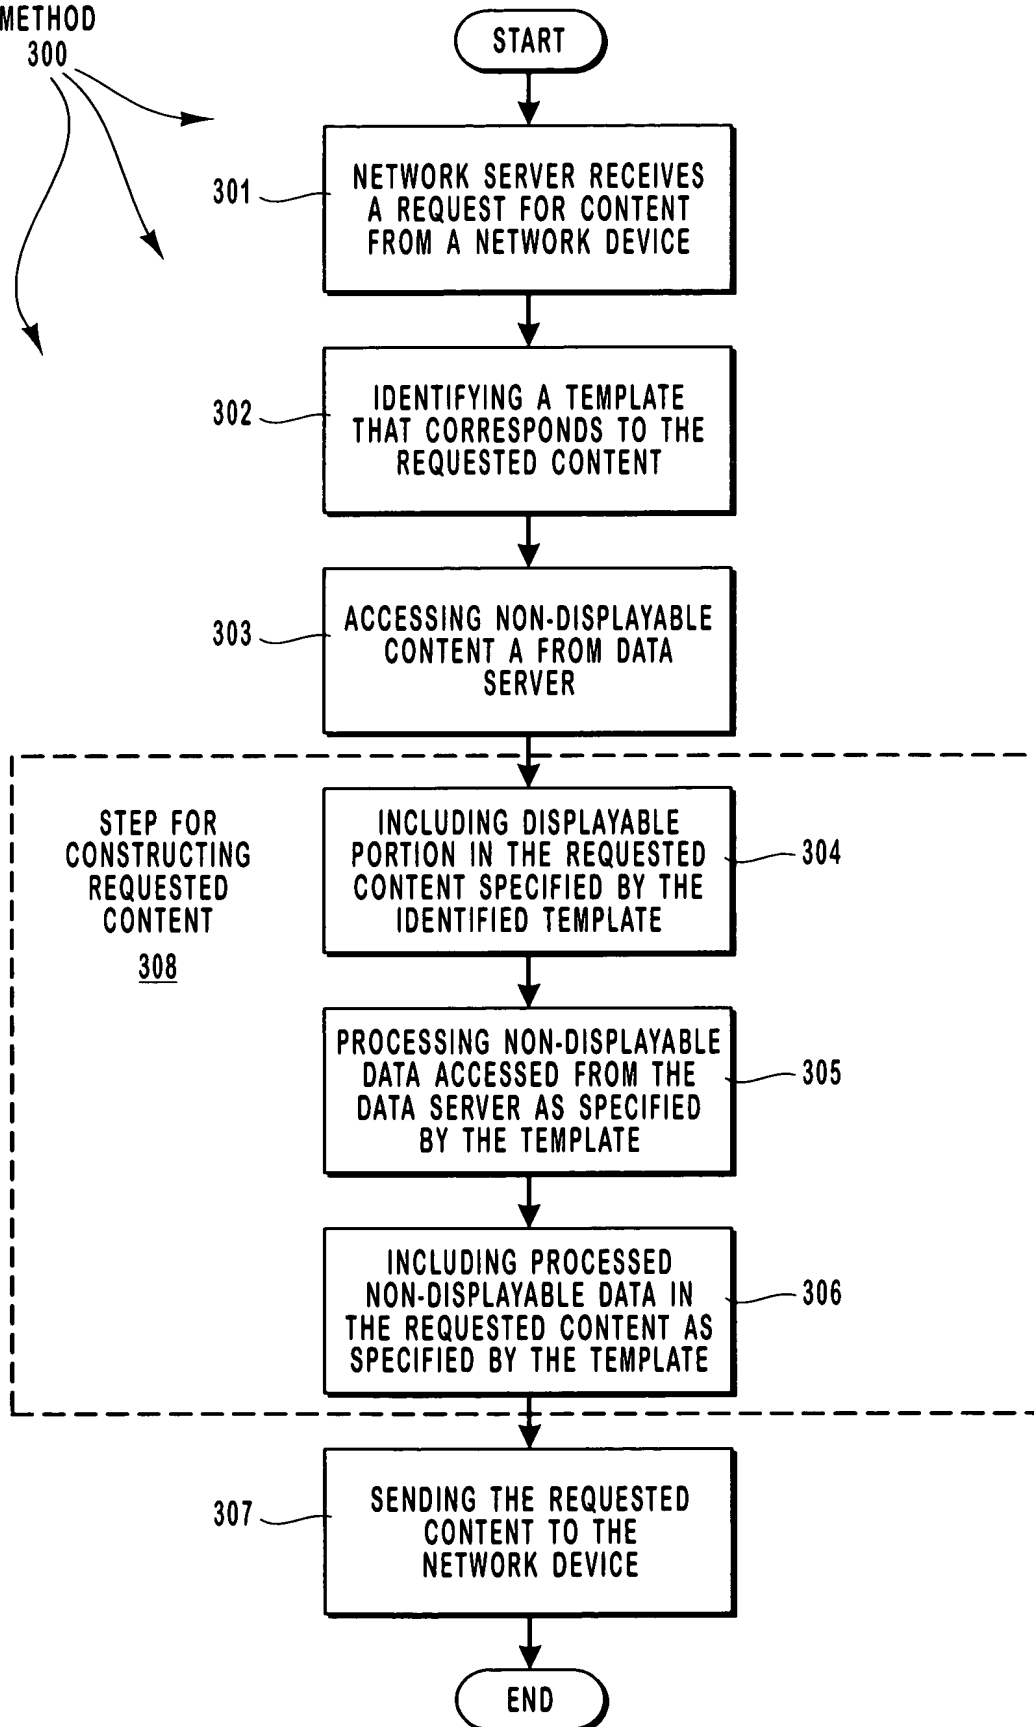 METHOD
300
START
301
NETWORK SERVER RECEIVES
A REQUEST FOR CONTENT
FROM A NETWORK DEVICE
302
IDENTIFYING A TEMPLATE
THAT CORRESPONDS TO THE
REQUESTED CONTENT
303
ACCESSING NON-DISPLAYABLE
CONTENT A FROM DATA
SERVER
STEP FOR
CONSTRUCTING
REQUESTED
CONTENT
308
INCLUDING DISPLAYABLE
PORTION IN THE REQUESTED
CONTENT SPECIFIED BY THE
IDENTIFIED TEMPLATE
304
PROCESSING NON-DISPLAYABLE
DATA ACCESSED FROM THE
DATA SERVER AS SPECIFIED
BY THE TEMPLATE
305
INCLUDING PROCESSED
NON-DISPLAYABLE DATA IN
THE REQUESTED CONTENT AS
SPECIFIED BY THE TEMPLATE
306
307
SENDING THE REQUESTED
CONTENT TO THE
NETWORK DEVICE
END